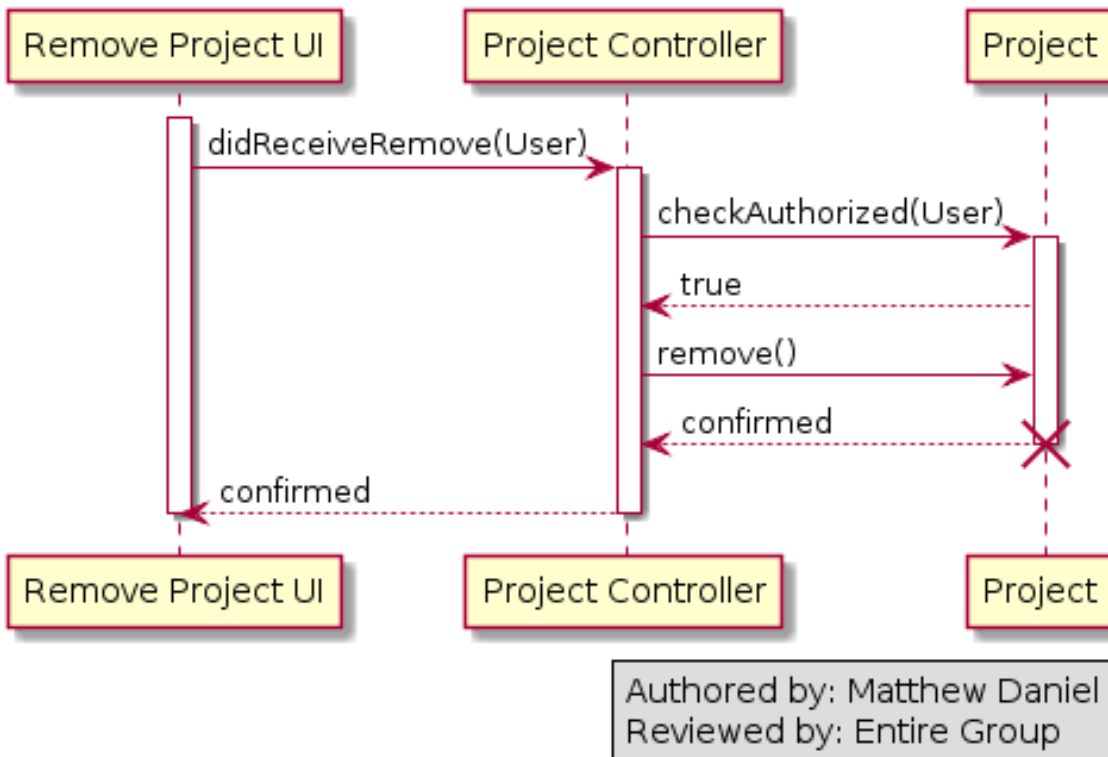 Remove Project UI
Project Controller
Project
didReceiveRemove(User)
checkAuthorized(User)
true
remove()
confirmed
confirmed
Remove Project UI
Project Controller
Project
Authored by: Matthew Daniel
Reviewed by: Entire Group